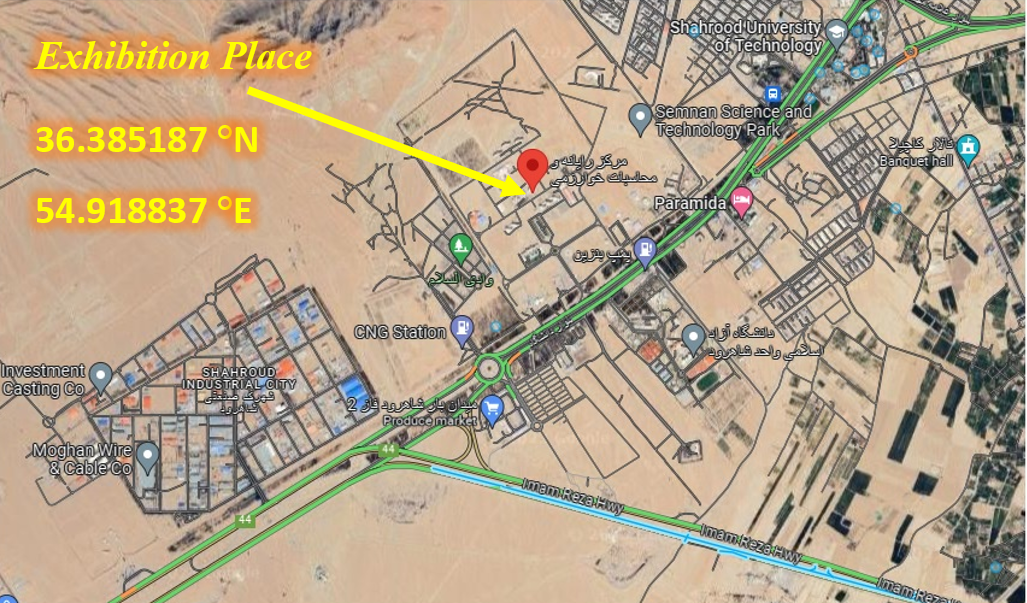 Exhibition Place
36.385187 °N
54.918837 °E
Shahrood University
of Technology
Semnan Science and
Technology Park
تالار کاچیلا
Banquet hall
مرکز رایانه و
محاسبات خوارزمی
Paramida
پمپ بنزین
وادی السلام
CNG Station
دانشگاه آزاد
اسلامی واحد شاهرود
Investment
Casting Co
SHAHROUD
INDUSTRIAL CITY
شهرک صنعتی
شاهرود
میدان بار شاهرود فاز 2
Produce market
Moghan Wire
& Cable Co
44
44
Imam Reza Hwy
Imam Reza Hwy
Imam Reza Hwy